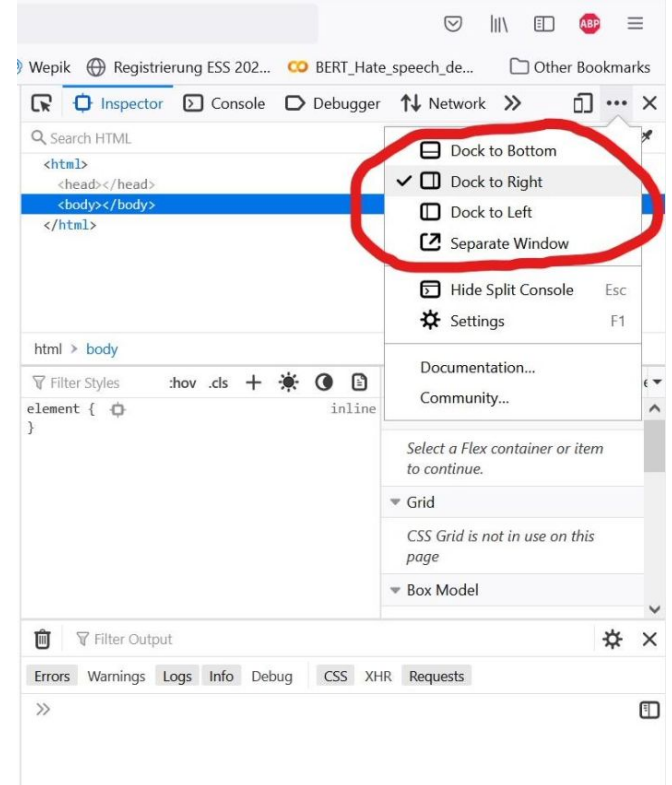 ABP
Wepik Registrierung ESS 202... BERT_Hate_speech_de... Other Bookmarks
Inspector Console Debugger Network
Search HTML
<html>
<head></head>
<body></body>
</html>
Dock to Bottom
Dock to Right
Dock to Left
Separate Window
Hide Split Console Esc
Settings F1
Documentation...
Community...
html > body
Filter Styles :hov .cls +
element { inline
}
Select a Flex container or item
to continue.
Grid
CSS Grid is not in use on this
page
Box Model
Filter Output
Errors Warnings Logs Info Debug CSS XHR Requests